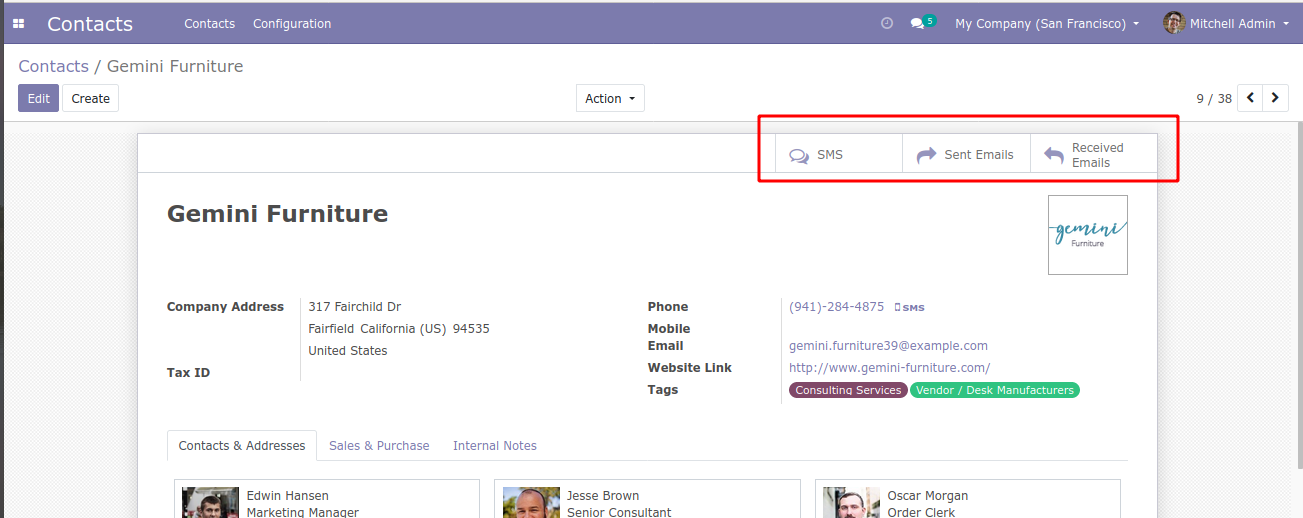 Contacts Contacts Configuration 5 My Company (San Francisco) Mitchell Admin
Contacts / Gemini Furniture
Edit Create Action 9 / 38
SMS Sent Emails Received
Emails
Gemini Furniture
gemini
Furniture
Company Address 317 Fairchild Dr Phone (941)-284-4875 SMS
Fairfield California (US) 94535 Mobile
Email gemini.furniture39@example.com
United States
Website Link http://www.gemini-furniture.com/
Tax ID
Tags Consulting Services Vendor / Desk Manufacturers
Contacts & Addresses Sales & Purchase Internal Notes
Edwin Hansen Jesse Brown Oscar Morgan
Marketing Manager Senior Consultant Order Clerk